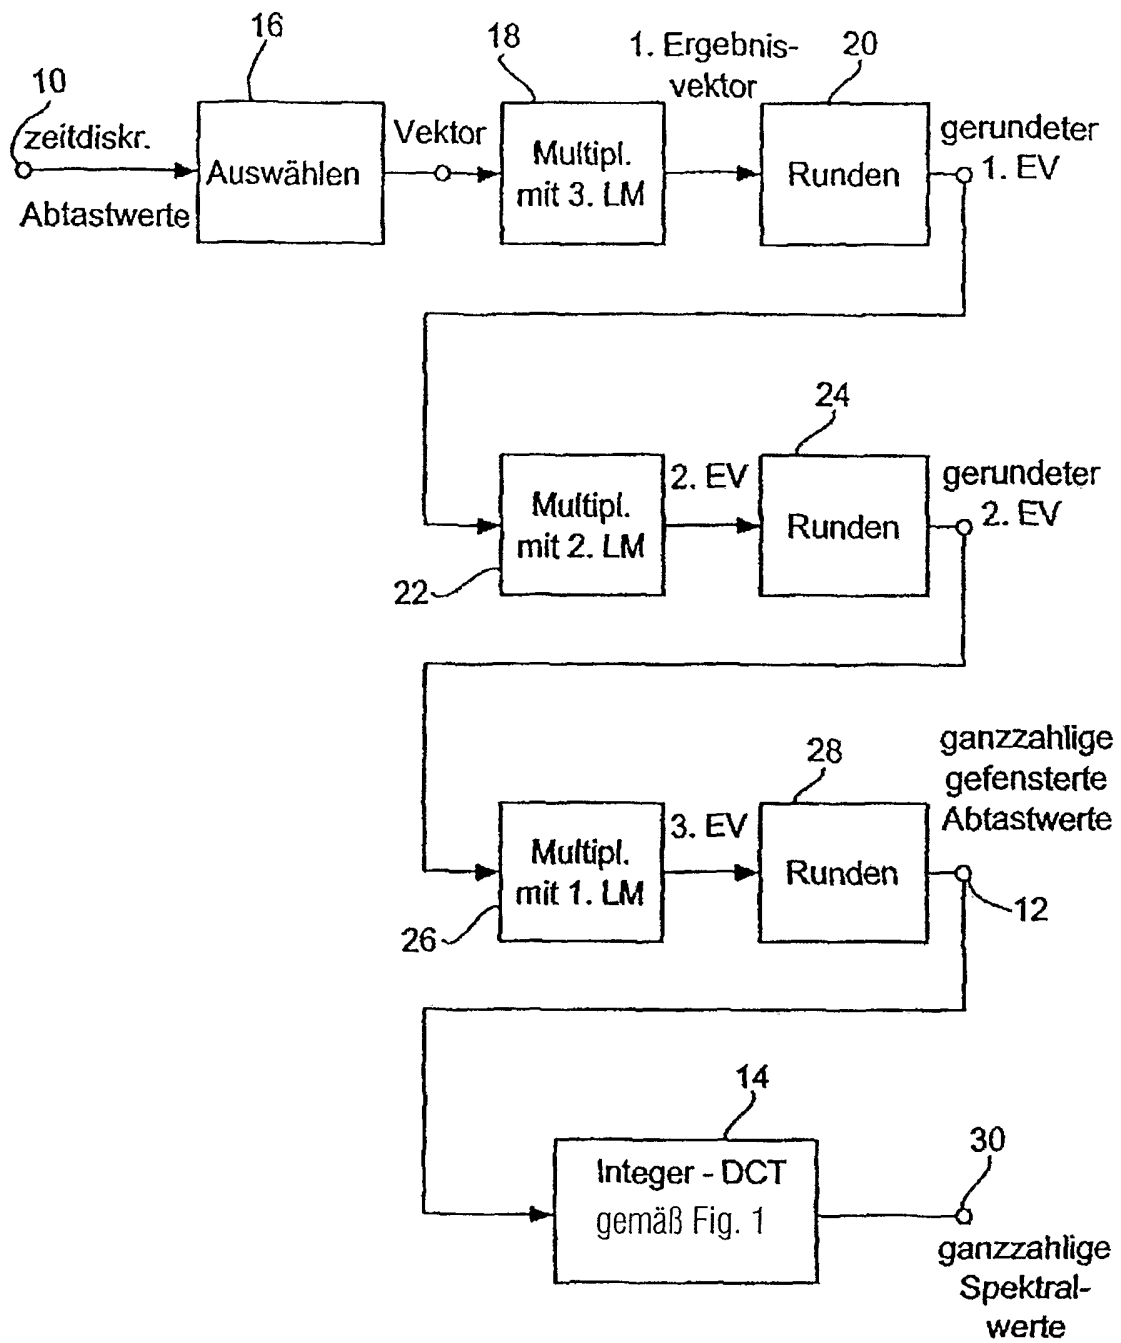 16
18
1. Ergebnis-
vektor
20
10
zeitdiskr.
Abtastwerte
Auswählen
Vektor
Multipl.
mit 3. LM
Runden
gerundeter
1. EV
24
Multipl.
mit 2. LM
22
2. EV
Runden
gerundeter
2. EV
28
Multipl.
mit 1. LM
26
3. EV
Runden
ganzzahlige
gefensterte
Abtastwerte
12
14
Integer - DCT
gemäß Fig. 1
30
ganzzahlige
Spektral-
werte